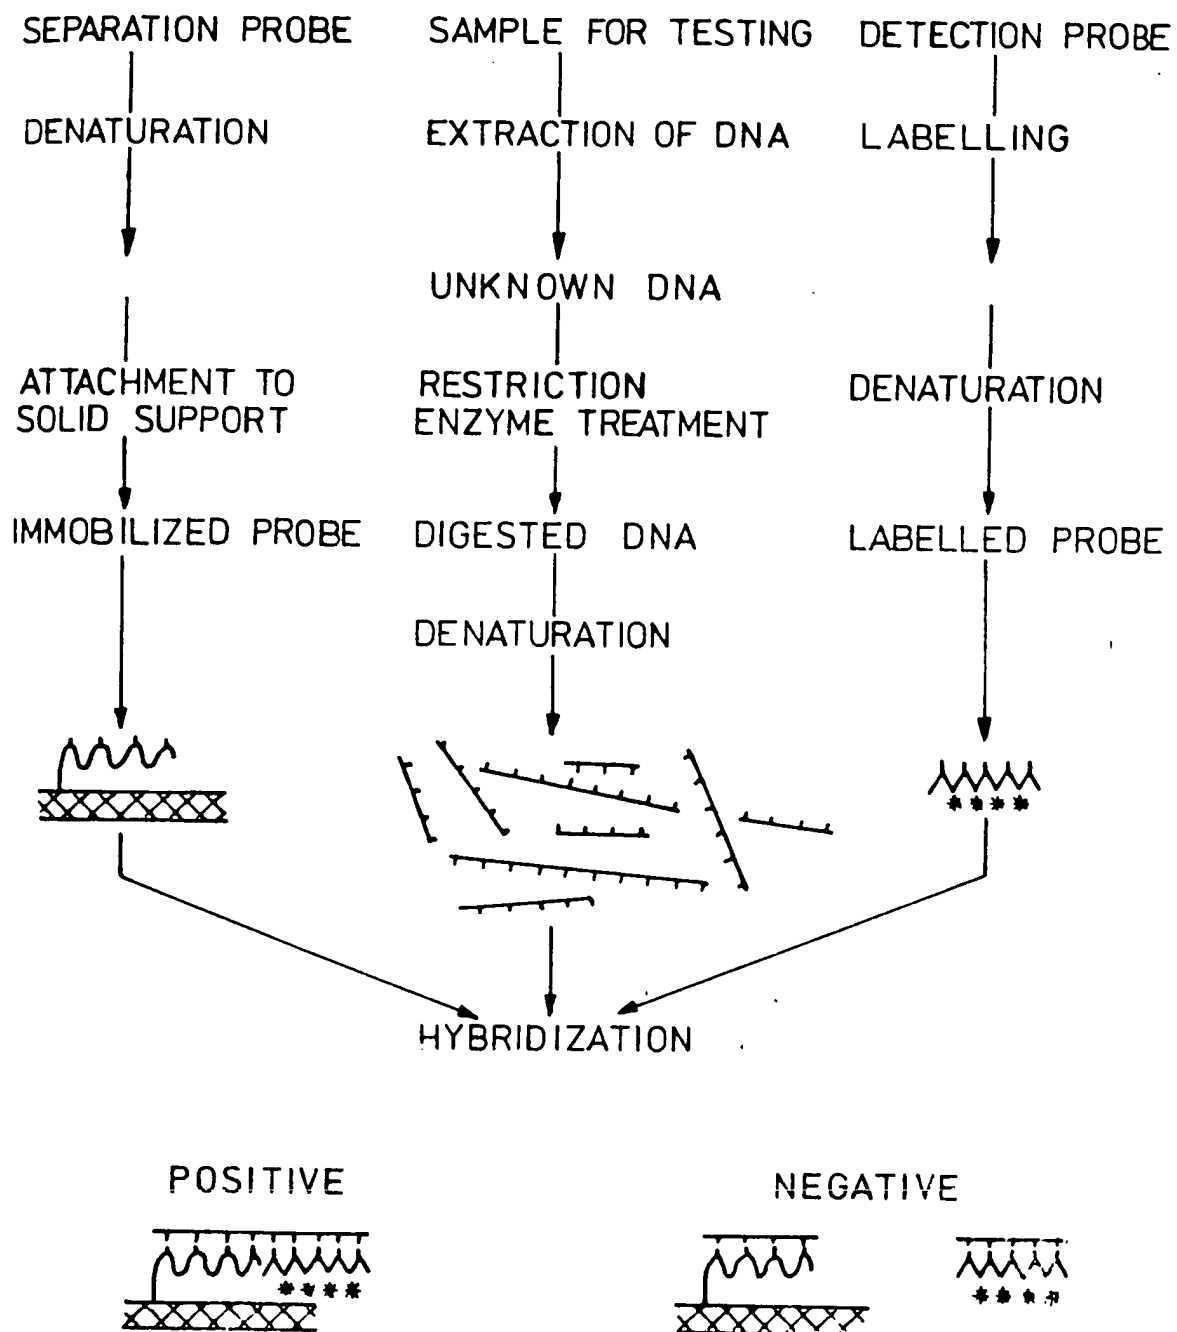 SEPARATION PROBE
SAMPLE FOR TESTING
DETECTION PROBE
DENATURATION
EXTRACTION OF DNA
LABELLING
UNKNOWN DNA
ATTACHMENT TO
SOLID SUPPORT
RESTRICTION
ENZYME TREATMENT
DENATURATION
IMMOBILIZED PROBE
DIGESTED DNA
LABELLED PROBE
DENATURATION
HYBRIDIZATION
POSITIVE
NEGATIVE